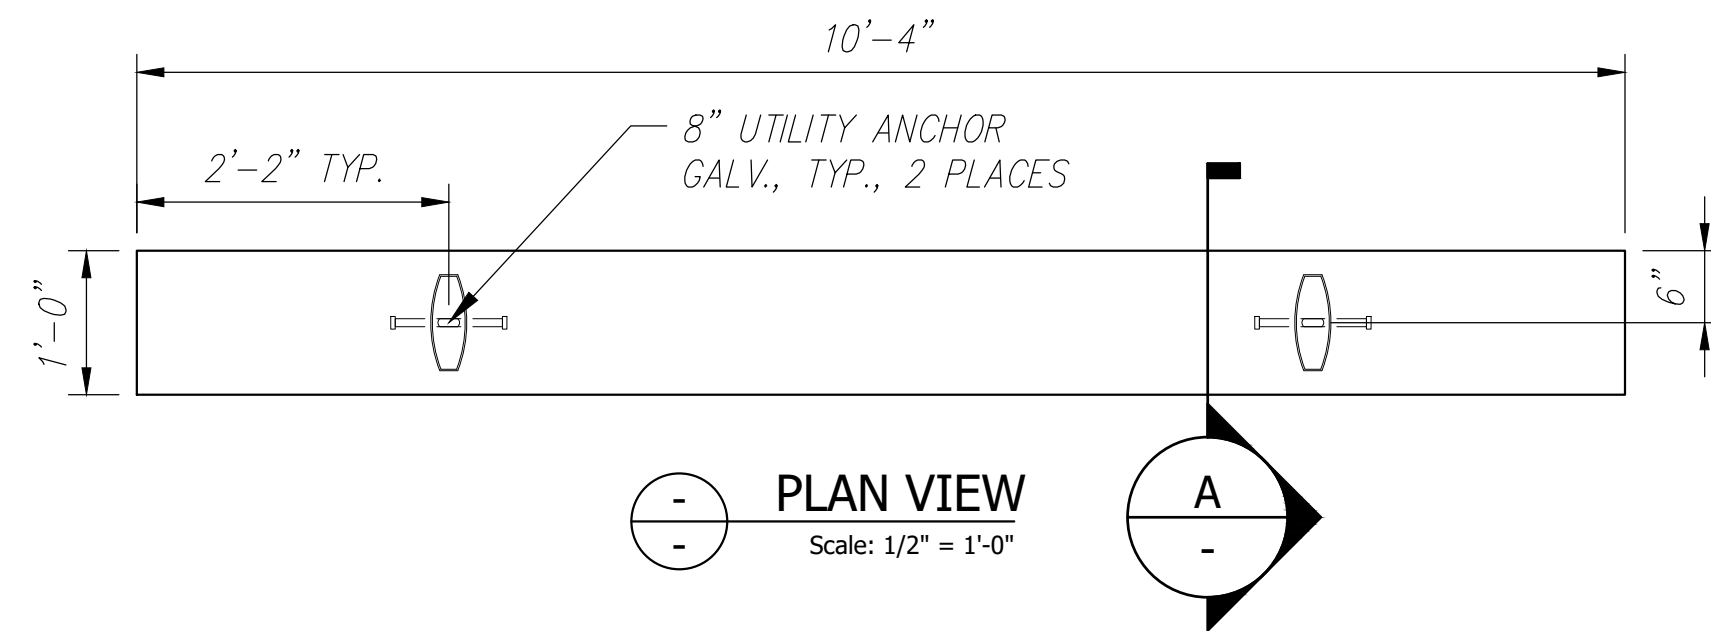 10'-4"
8" UTILITY ANCHOR
GALV., TYP., 2 PLACES
2'-2" TYP.
1'-0"
6"
-
-
PLAN VIEW
Scale: 1/2" = 1'-0"
A
-